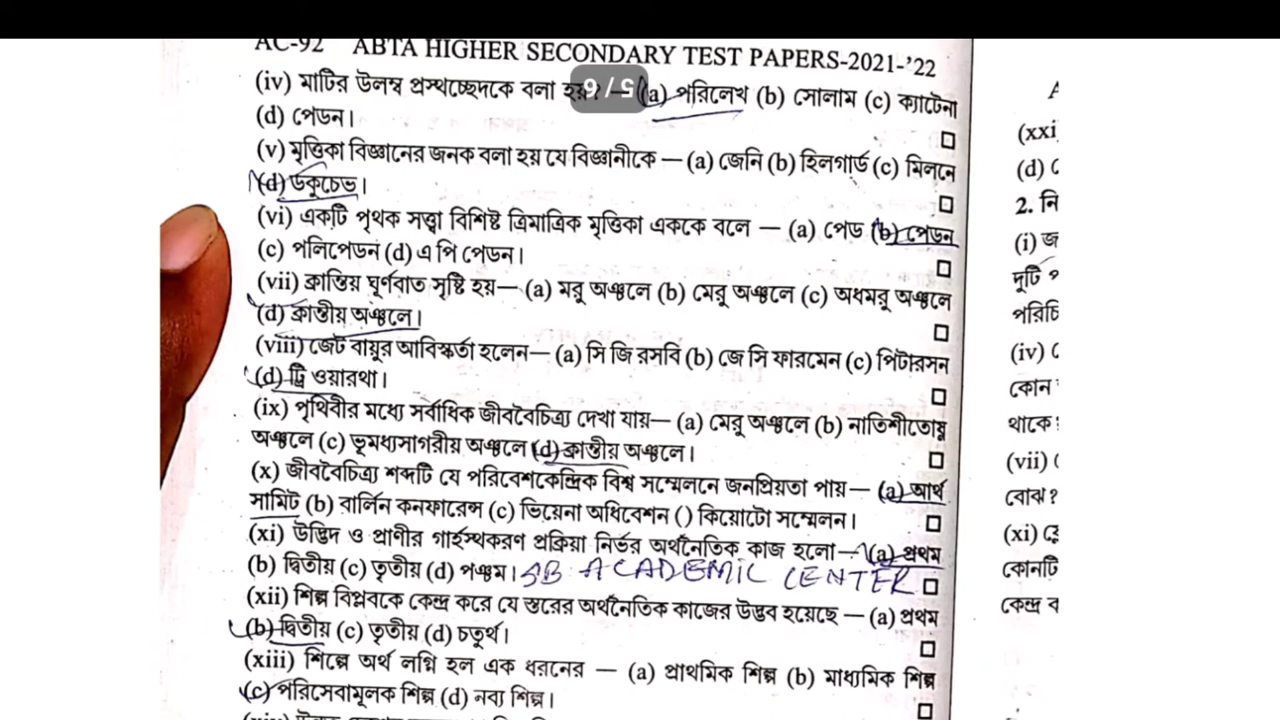 AC-92 ABTA HIGHER SECONDARY TEST PAPERS-2021-'22
(iv) মাটির উলম্ব প্রস্থচ্ছেদকে বলা হয়? — (a) পরিলেখ (b) সোলাম (c) ক্যাটেনা
5 / 6
(d) পেডন।
(v) মৃত্তিকা বিজ্ঞানের জনক বলা হয় যে বিজ্ঞানীকে — (a) জেনি (b) হিলগার্ড (c) মিলনে
(d) ডকুচেভ।
(vi) একটি পৃথক সত্ত্বা বিশিষ্ট ত্রিমাত্রিক মৃত্তিকা একককে বলে — (a) পেড (b) পেডন
(c) পলিপেডন (d) এ পি পেডন।
(vii) ক্রান্তিয় ঘূর্ণবাত সৃষ্টি হয়— (a) মরু অঞ্চলে (b) মেরু অঞ্চলে (c) অধমরু অঞ্চলে
(d) ক্রান্তীয় অঞ্চলে।
(viii) জেট বায়ুর আবিস্কর্তা হলেন— (a) সি জি রসবি (b) জে সি ফারমেন (c) পিটারসন
(d) ট্রি ওয়ারথা।
(ix) পৃথিবীর মধ্যে সর্বাধিক জীববৈচিত্র্য দেখা যায়— (a) মেরু অঞ্চলে (b) নাতিশীতোষ্ণ
অঞ্চলে (c) ভূমধ্যসাগরীয় অঞ্চলে (d) ক্রান্তীয় অঞ্চলে।
(x) জীববৈচিত্র্য শব্দটি যে পরিবেশকেন্দ্রিক বিশ্ব সম্মেলনে জনপ্রিয়তা পায়— (a) আর্থ
সামিট (b) বার্লিন কনফারেন্স (c) ভিয়েনা অধিবেশন () কিয়োটো সম্মেলন।
(xi) উদ্ভিদ ও প্রাণীর গার্হস্থকরণ প্রক্রিয়া নির্ভর অর্থনৈতিক কাজ হলো— (a) প্রথম
(b) দ্বিতীয় (c) তৃতীয় (d) পঞ্চম। SB ACADEMIC CENTER
(xii) শিল্প বিপ্লবকে কেন্দ্র করে যে স্তরের অর্থনৈতিক কাজের উদ্ভব হয়েছে — (a) প্রথম
(b) দ্বিতীয় (c) তৃতীয় (d) চতুর্থ।
(xiii) শিল্পে অর্থ লগ্নি হল এক ধরনের — (a) প্রাথমিক শিল্প (b) মাধ্যমিক শিল্প
(c) পরিসেবামূলক শিল্প (d) নব্য শিল্প।
(xxi
(d)
2. নি
(i) জ
দুটি প
পরিচি
(iv)
কোন
থাকে
(vii)
বোঝ?
(xi)
কোনটি
কেন্দ্র ব